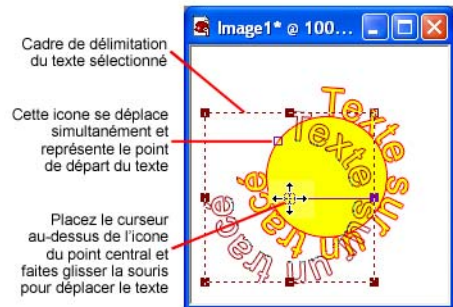 Image1* @ 100...
Cadre de délimitation
du texte sélectionné
Cette icone se déplace
simultanément et
représente le point
de départ du texte
Placez le curseur
au-dessus de l'icone
du point central et
faites glisser la souris
pour déplacer le texte
Texte sur un tracé
Texte sur un tracé